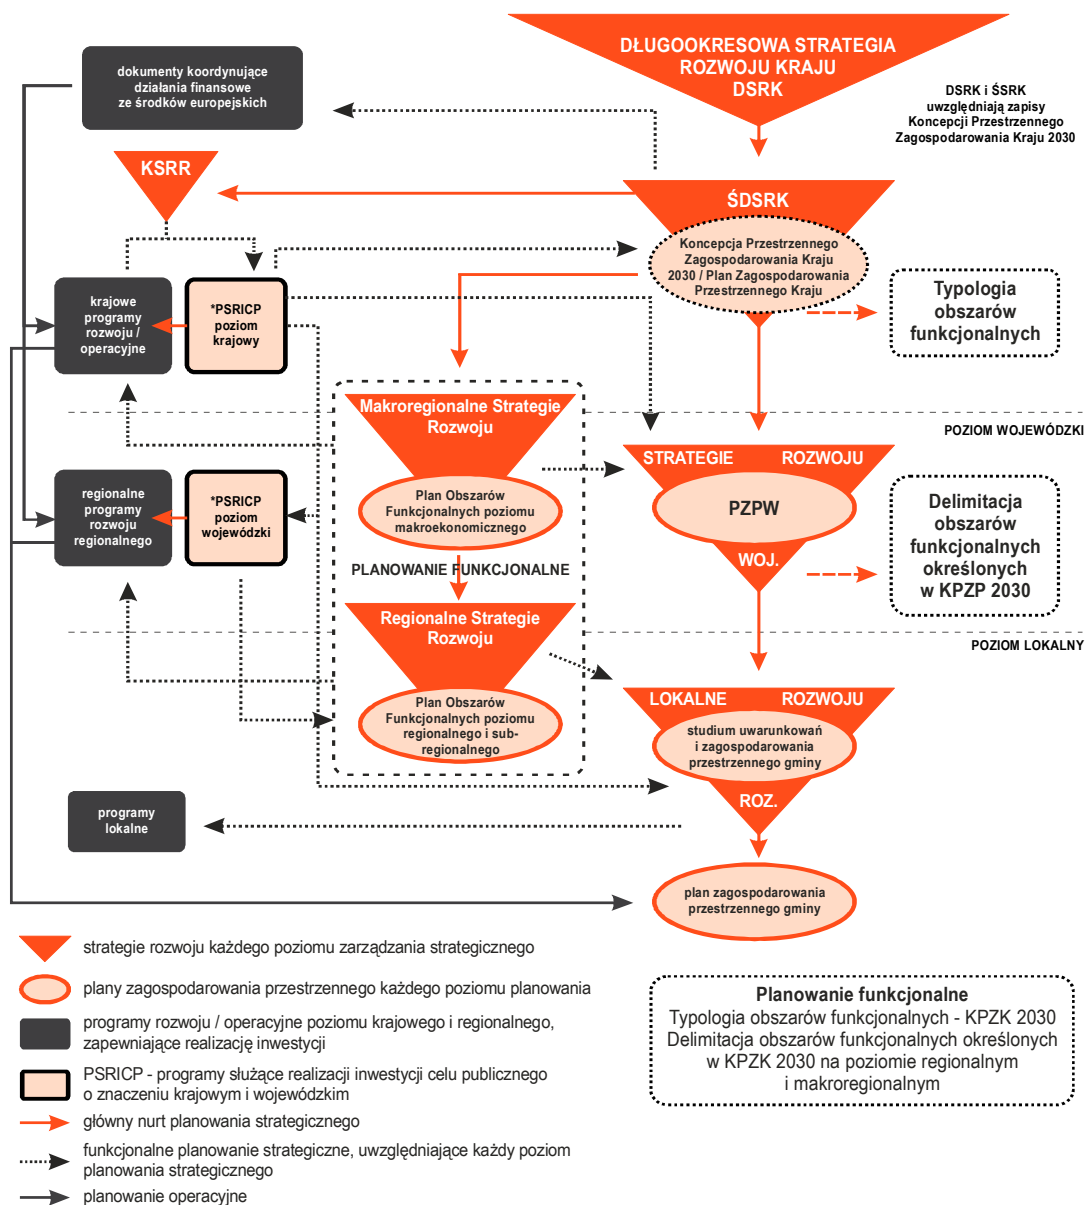 DŁUGOOKRESOWA STRATEGIA
ROZWOJU KRAJU
DSRK
dokumenty koordynujące
działania finansowe
ze środków europejskich
DSRK i ŚSRK
uwzględniają zapisy
Koncepcji Przestrzennego
Zagospodarowania Kraju 2030
KSRR
ŚDSRK
Koncepcja Przestrzennego
Zagospodarowania Kraju
2030 / Plan Zagospodarowania
Przestrzennego Kraju
krajowe
programy
rozwoju /
operacyjne
*PSRICP
poziom
krajowy
Typologia
obszarów
funkcjonalnych
Makroregionalne Strategie
Rozwoju
POZIOM WOJEWÓDZKI
STRATEGIE ROZWOJU
PZPW
WOJ.
regionalne
programy
rozwoju
regionalnego
*PSRICP
poziom
wojewódzki
Plan Obszarów
Funkcjonalnych poziomu
makroekonomicznego
Delimitacja
obszarów
funkcjonalnych
określonych
w KPZP 2030
PLANOWANIE FUNKCJONALNE
Regionalne Strategie
Rozwoju
POZIOM LOKALNY
Plan Obszarów
Funkcjonalnych poziomu
regionalnego i sub-
regionalnego
LOKALNE ROZWOJU
studium uwarunkowań
i zagospodarowania
przestrzennego gminy
ROZ.
programy
lokalne
plan zagospodarowania
przestrzennego gminy
strategie rozwoju każdego poziomu zarządzania strategicznego
plany zagospodarowania przestrzennego każdego poziomu planowania
programy rozwoju / operacyjne poziomu krajowego i regionalnego,
zapewniające realizację inwestycji
PSRICP - programy służące realizacji inwestycji celu publicznego
o znaczeniu krajowym i wojewódzkim
główny nurt planowania strategicznego
funkcjonalne planowanie strategiczne, uwzględniające każdy poziom
planowania strategicznego
planowanie operacyjne
Planowanie funkcjonalne
Typologia obszarów funkcjonalnych - KPZK 2030
Delimitacja obszarów funkcjonalnych określonych
w KPZK 2030 na poziomie regionalnym
i makroregionalnym